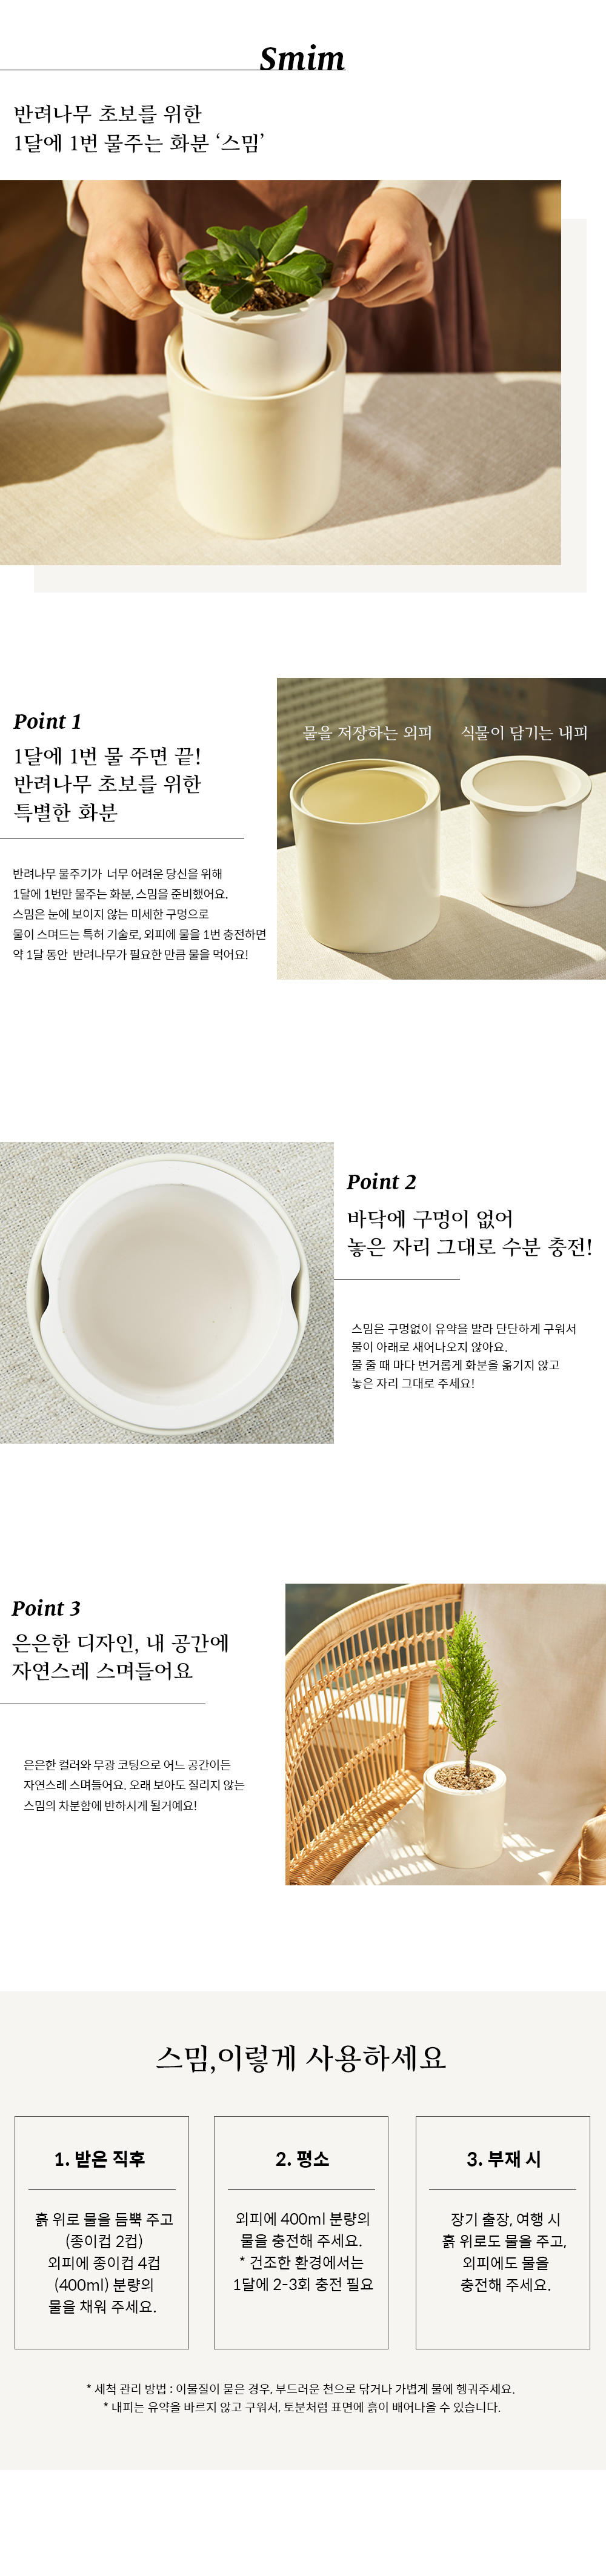 Smim
반려나무 초보를 위한
1달에 1번 물주는 화분 ‘스밈’
Point 1
1달에 1번 물 주면 끝!
반려나무 초보를 위한
특별한 화분
반려나무 물주기가 너무 어려운 당신을 위해
1달에 1번만 물주는 화분, 스밈을 준비했어요.
스밈은 눈에 보이지 않는 미세한 구멍으로
물이 스며드는 특허 기술로, 외피에 물을 1번 충전하면
약 1달 동안 반려나무가 필요한 만큼 물을 먹어요!
물을 저장하는 외피
식물이 담기는 내피
Point 2
바닥에 구멍이 없어
놓은 자리 그대로 수분 충전!
스밈은 구멍없이 유약을 발라 단단하게 구워서
물이 아래로 새어나오지 않아요.
물 줄 때 마다 번거롭게 화분을 옮기지 않고
놓은 자리 그대로 주세요!
Point 3
은은한 디자인, 내 공간에
자연스레 스며들어요
은은한 컬러와 무광 코팅으로 어느 공간이든
자연스레 스며들어요. 오래 보아도 질리지 않는
스밈의 차분함에 반하시게 될거예요!
스밈,이렇게 사용하세요
1. 받은 직후
흙 위로 물을 듬뿍 주고
(종이컵 2컵)
외피에 종이컵 4컵
(400ml) 분량의
물을 채워 주세요.
2. 평소
외피에 400ml 분량의
물을 충전해 주세요.
* 건조한 환경에서는
1달에 2-3회 충전 필요
3. 부재 시
장기 출장, 여행 시
흙 위로도 물을 주고,
외피에도 물을
충전해 주세요.
* 세척 관리 방법 : 이물질이 묻은 경우, 부드러운 천으로 닦거나 가볍게 물에 헹궈주세요.
* 내피는 유약을 바르지 않고 구워서, 토분처럼 표면에 흙이 배어나올 수 있습니다.